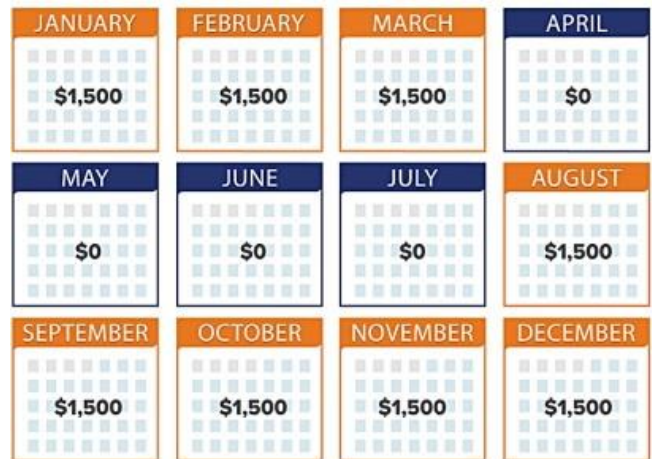 JANUARY FEBRUARY MARCH APRIL
$1,500 $1,500 $1,500 $0
MAY JUNE JULY AUGUST
$0 $0 $0 $1,500
SEPTEMBER OCTOBER NOVEMBER DECEMBER
$1,500 $1,500 $1,500 $1,500